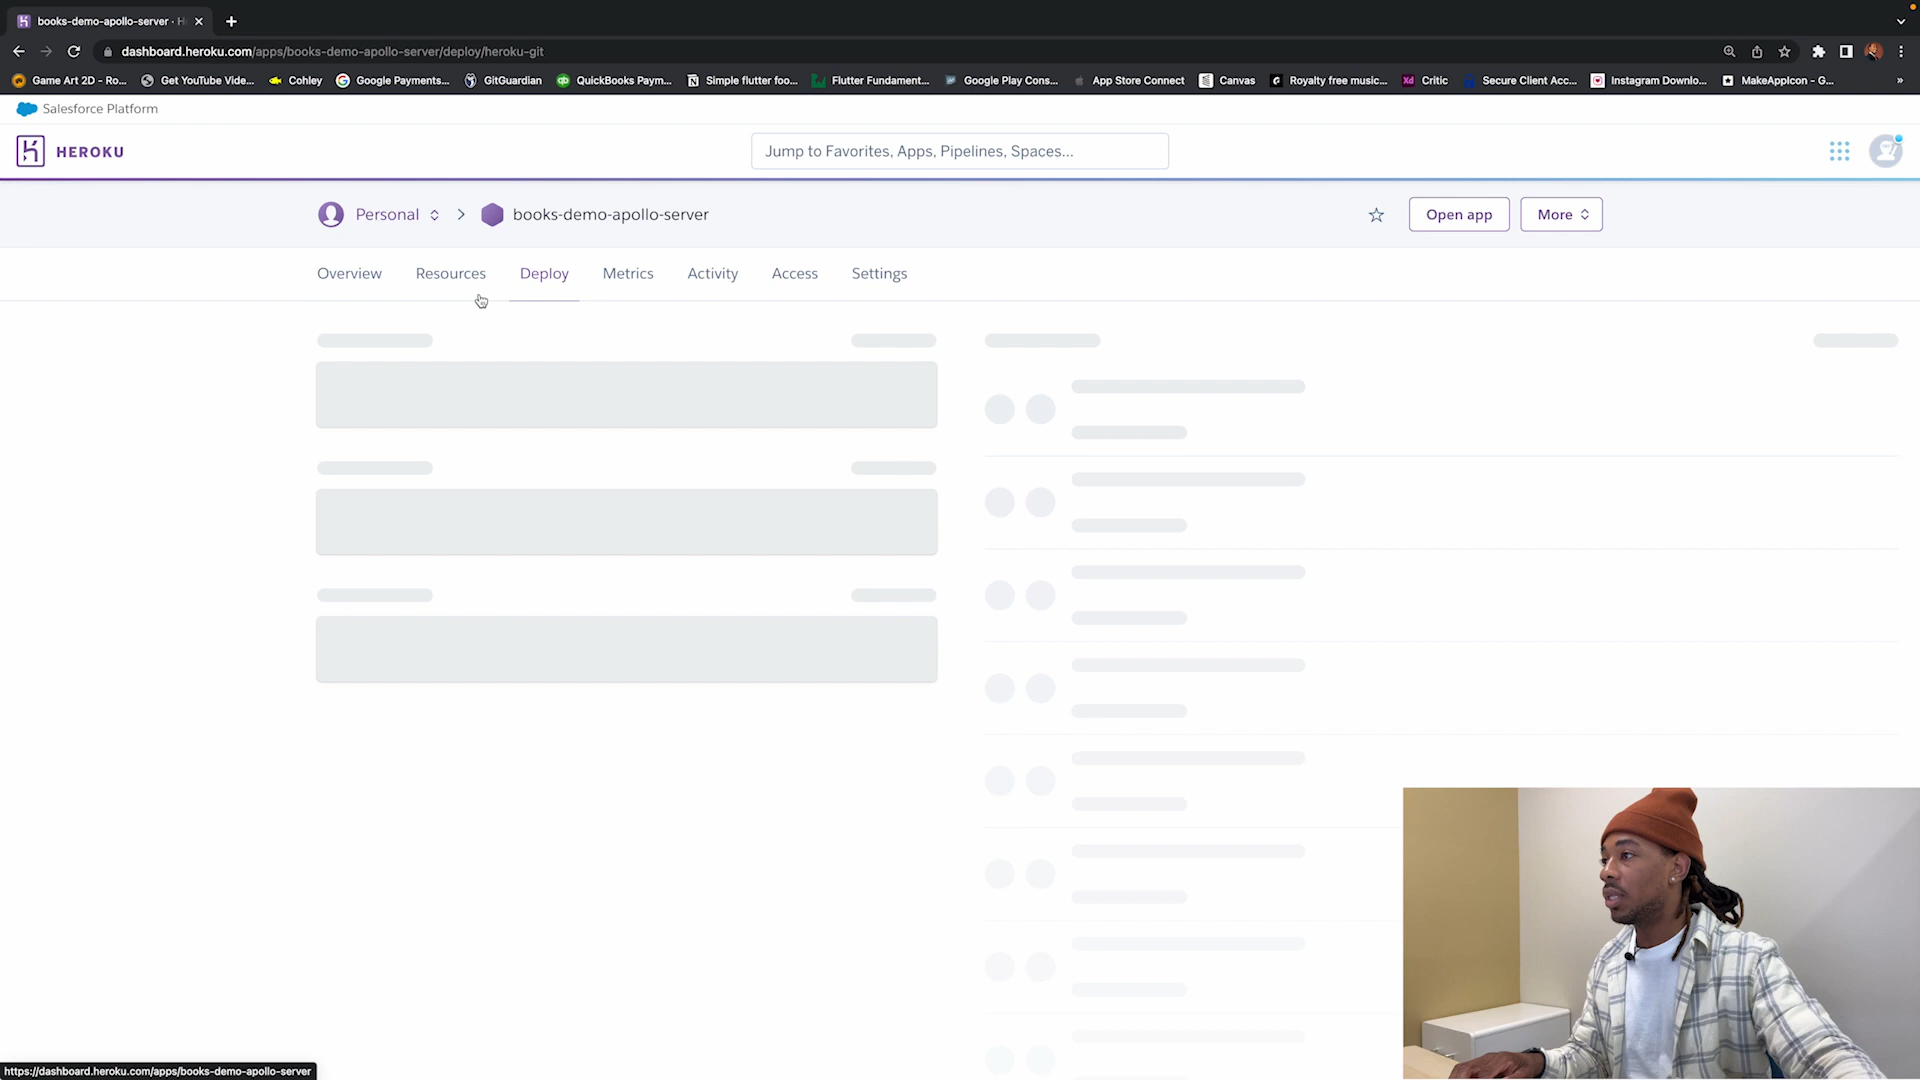 books-demo-apollo-server · H
dashboard.heroku.com/apps/books-demo-apollo-server/deploy/heroku-git
Game Art 2D - Ro... Get YouTube Vide... Cohley Google Payments... GitGuardian QuickBooks Paym... Simple flutter foo... Flutter Fundament... Google Play Cons... App Store Connect Canvas Royalty free music... Xd Critic Secure Client Acc... Instagram Downlo... MakeAppIcon - G... »
Salesforce Platform
HEROKU
Jump to Favorites, Apps, Pipelines, Spaces...
Personal > books-demo-apollo-server
Open app
More
Overview Resources Deploy Metrics Activity Access Settings
https://dashboard.heroku.com/apps/books-demo-apollo-server